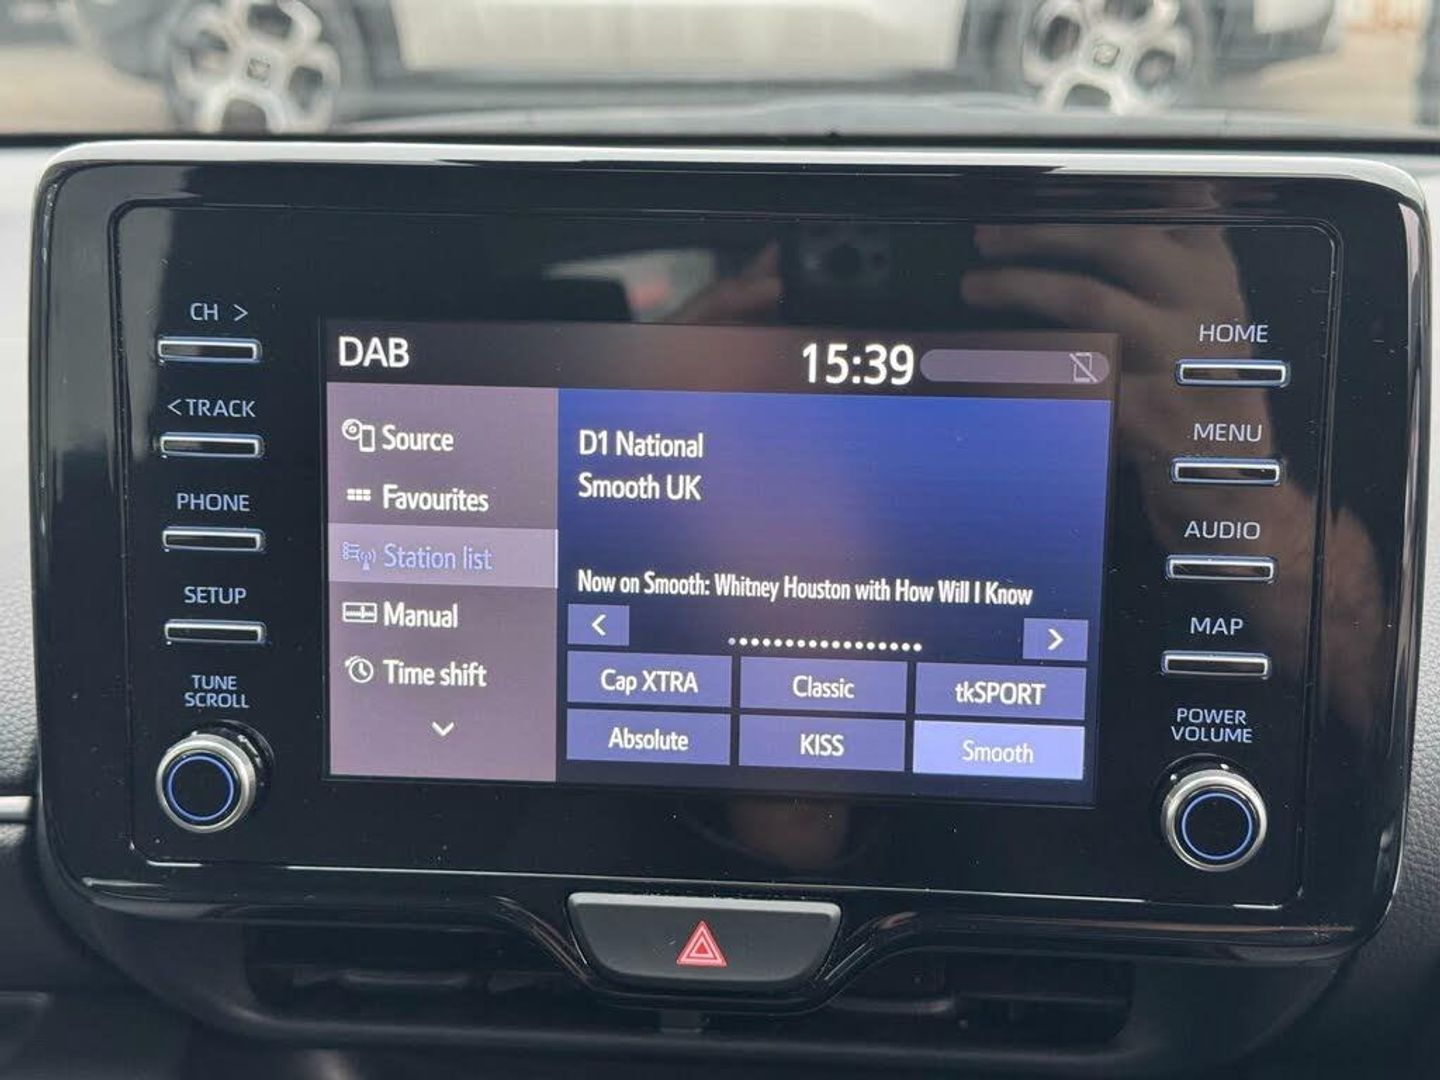 CH >
<TRACK
PHONE
SETUP
TUNE
SCROLL
DAB
15:39
Source
Favourites
Station list
Manual
Time shift
D1 National
Smooth UK
Now on Smooth: Whitney Houston with How Will I Know
<
>
Cap XTRA
Classic
tkSPORT
Absolute
KISS
Smooth
HOME
MENU
AUDIO
MAP
POWER
VOLUME